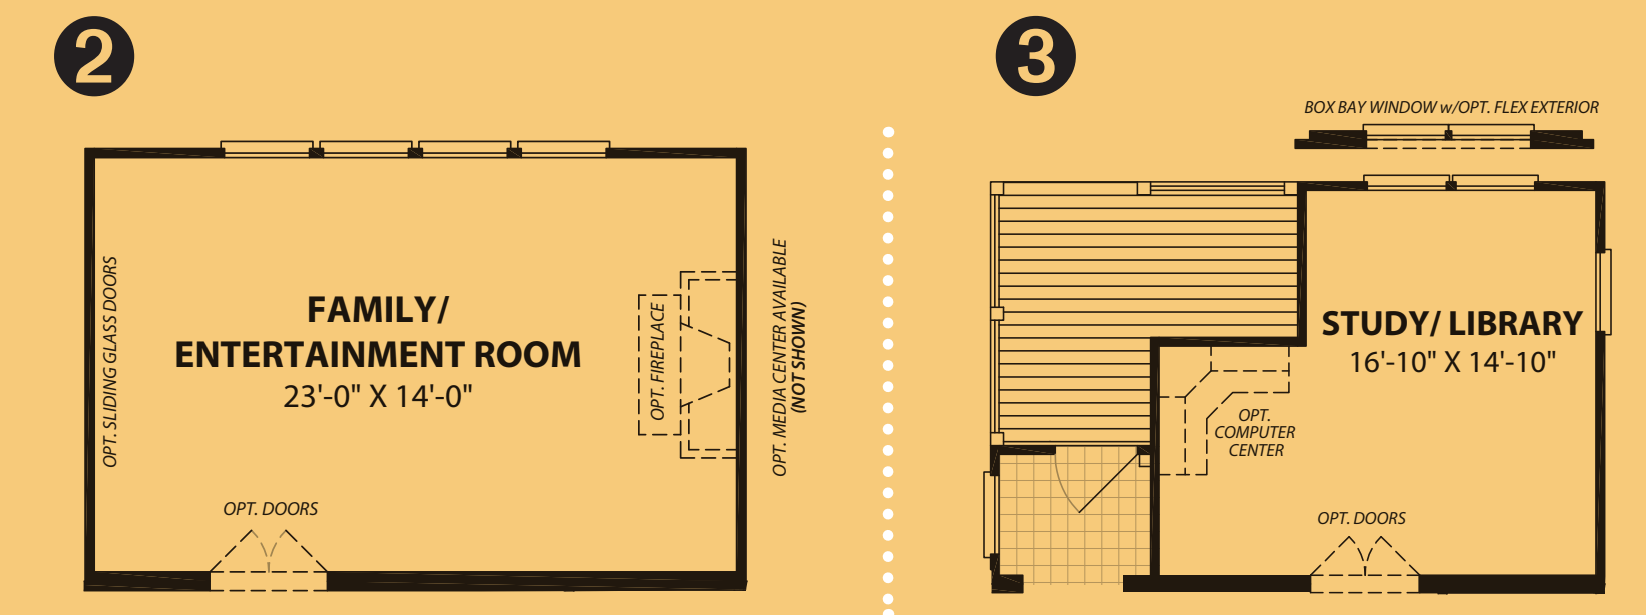 2
OPT. SLIDING GLASS DOORS
FAMILY/
ENTERTAINMENT ROOM
23'-0" X 14'-0"
OPT. FIREPLACE
OPT. MEDIA CENTER AVAILABLE
(NOT SHOWN)
OPT. DOORS
3
BOX BAY WINDOW w/OPT. FLEX EXTERIOR
STUDY/ LIBRARY
16'-10" X 14'-10"
OPT.
COMPUTER
CENTER
OPT. DOORS